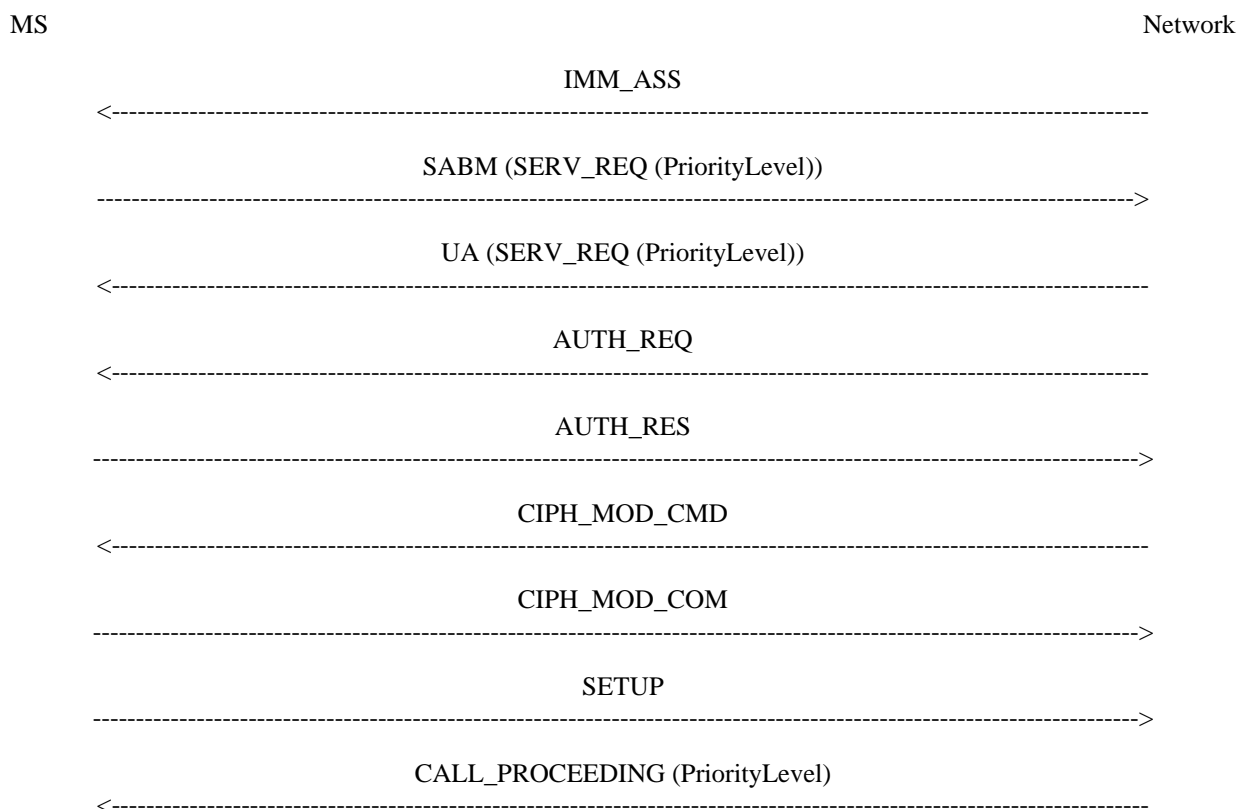 MS Network
IMM_ASS
<------------------------------------------------------------------------------------------------------------------------
SABM (SERV_REQ (PriorityLevel))
------------------------------------------------------------------------------------------------------------------------>
UA (SERV_REQ (PriorityLevel))
<------------------------------------------------------------------------------------------------------------------------
AUTH_REQ
<------------------------------------------------------------------------------------------------------------------------
AUTH_RES
------------------------------------------------------------------------------------------------------------------------->
CIPH_MOD_CMD
<------------------------------------------------------------------------------------------------------------------------
CIPH_MOD_COM
------------------------------------------------------------------------------------------------------------------------->
SETUP
------------------------------------------------------------------------------------------------------------------------->
CALL_PROCEEDING (PriorityLevel)
<------------------------------------------------------------------------------------------------------------------------